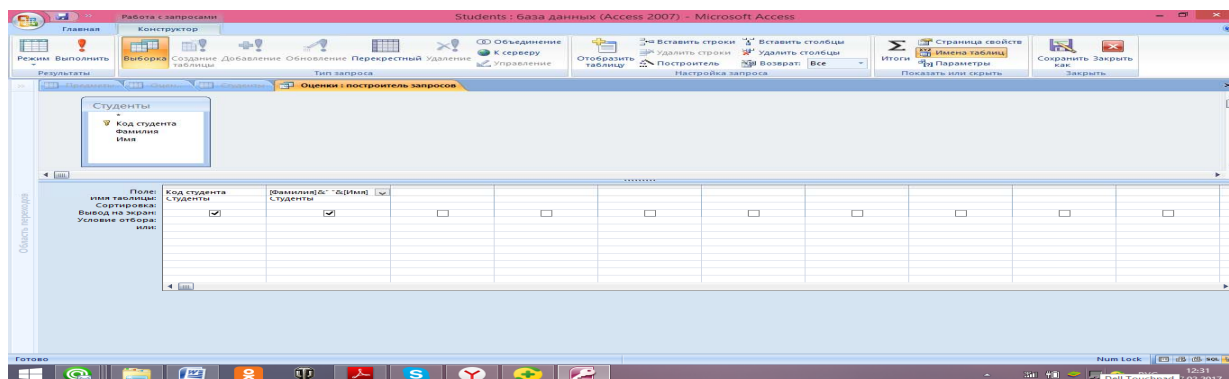 Работа с запросами
Students : база данных (Access 2007) - Microsoft Access
Главная
Конструктор
Режим
Выполнить
Выборка
Создание таблицы
Добавление
Обновление
Перекрестный
Удаление
Объединение
К серверу
Управление
Отобразить таблицу
Вставить строки
Удалить строки
Построитель
Вставить столбцы
Удалить столбцы
Возврат: Все
Итоги
Страница свойств
Имена таблиц
Параметры
Сохранить как
Закрыть
Результаты
Тип запроса
Настройка запроса
Показать или скрыть
Закрыть
Оценки : построитель запросов
Студенты
*
Код студента
Фамилия
Имя
Область переходов
Поле: Код студента [Фамилия]&" "&[Имя]
Имя таблицы: Студенты Студенты
Сортировка:
Вывод на экран:
Условие отбора:
или:
Готово
Num Lock
SQL
12:31
Dell Touchpad